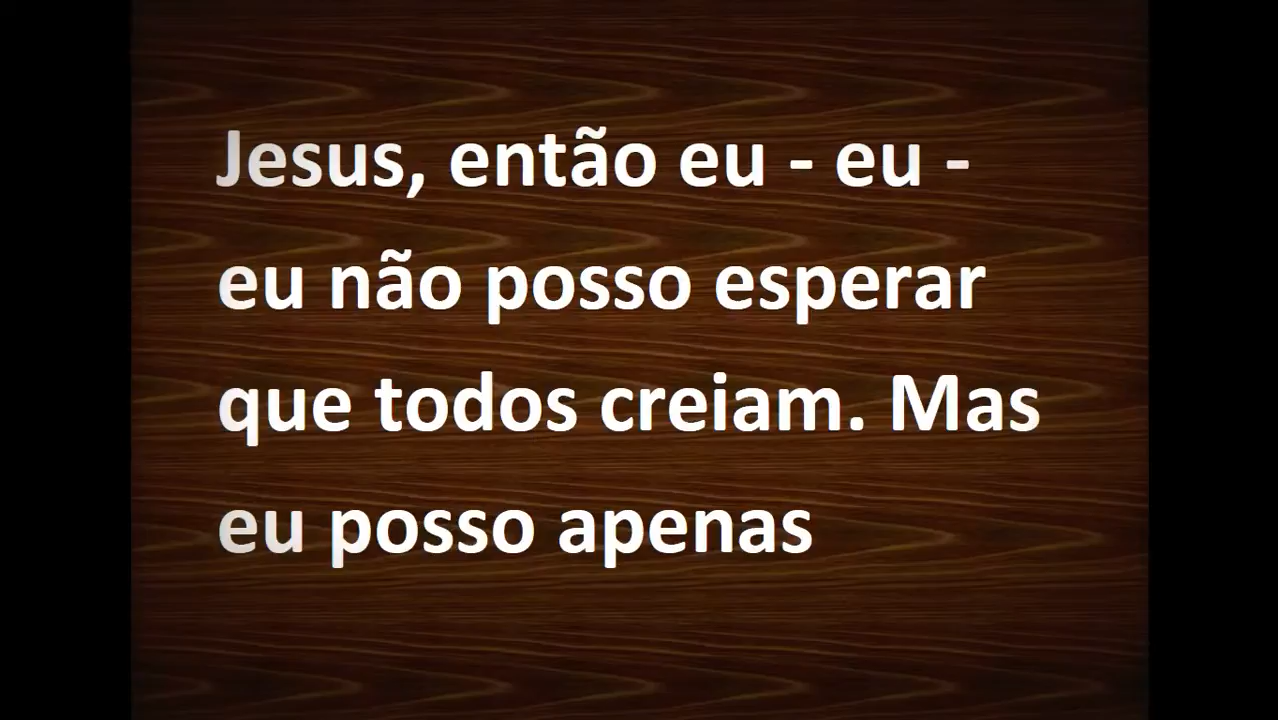 Jesus, então eu - eu -
eu não posso esperar
que todos creiam. Mas
eu posso apenas